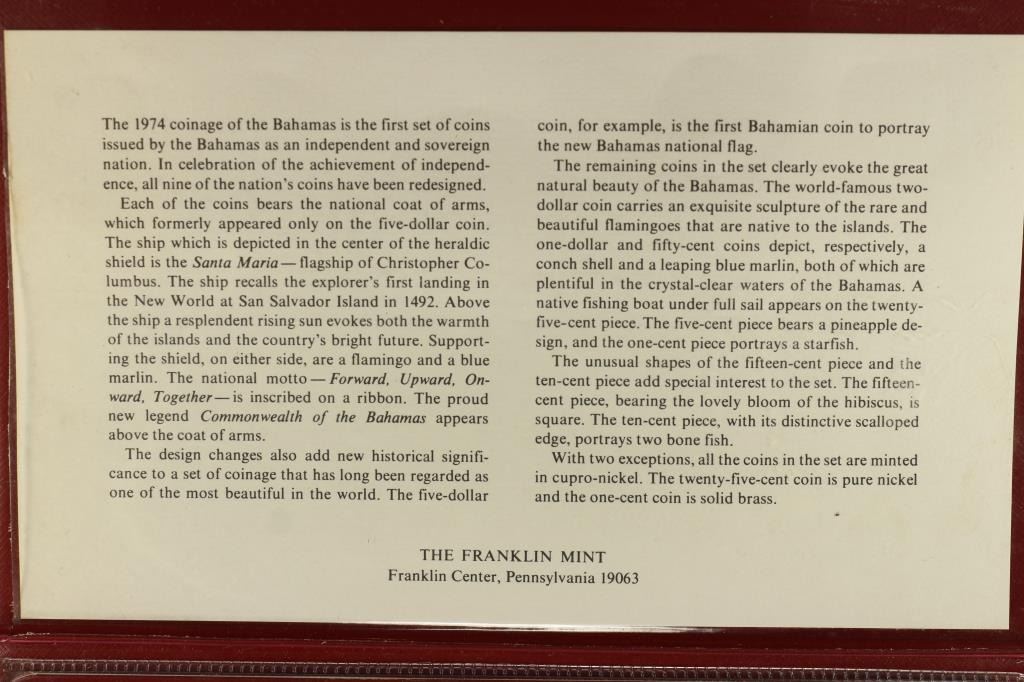 The 1974 coinage of the Bahamas is the first set of coins
issued by the Bahamas as an independent and sovereign
nation. In celebration of the achievement of independ-
ence, all nine of the nation's coins have been redesigned.
Each of the coins bears the national coat of arms,
which formerly appeared only on the five-dollar coin.
The ship which is depicted in the center of the heraldic
shield is the Santa Maria—flagship of Christopher Co-
lumbus. The ship recalls the explorer's first landing in
the New World at San Salvador Island in 1492. Above
the ship a resplendent rising sun evokes both the warmth
of the islands and the country's bright future. Support-
ing the shield, on either side, are a flamingo and a blue
marlin. The national motto—Forward, Upward, On-
ward, Together—is inscribed on a ribbon. The proud
new legend Commonwealth of the Bahamas appears
above the coat of arms.
The design changes also add new historical signifi-
cance to a set of coinage that has long been regarded as
one of the most beautiful in the world. The five-dollar
coin, for example, is the first Bahamian coin to portray
the new Bahamas national flag.
The remaining coins in the set clearly evoke the great
natural beauty of the Bahamas. The world-famous two-
dollar coin carries an exquisite sculpture of the rare and
beautiful flamingoes that are native to the islands. The
one-dollar and fifty-cent coins depict, respectively, a
conch shell and a leaping blue marlin, both of which are
plentiful in the crystal-clear waters of the Bahamas. A
native fishing boat under full sail appears on the twenty-
five-cent piece. The five-cent piece bears a pineapple de-
sign, and the one-cent piece portrays a starfish.
The unusual shapes of the fifteen-cent piece and the
ten-cent piece add special interest to the set. The fifteen-
cent piece, bearing the lovely bloom of the hibiscus, is
square. The ten-cent piece, with its distinctive scalloped
edge, portrays two bone fish.
With two exceptions, all the coins in the set are minted
in cupro-nickel. The twenty-five-cent coin is pure nickel
and the one-cent coin is solid brass.
THE FRANKLIN MINT
Franklin Center, Pennsylvania 19063